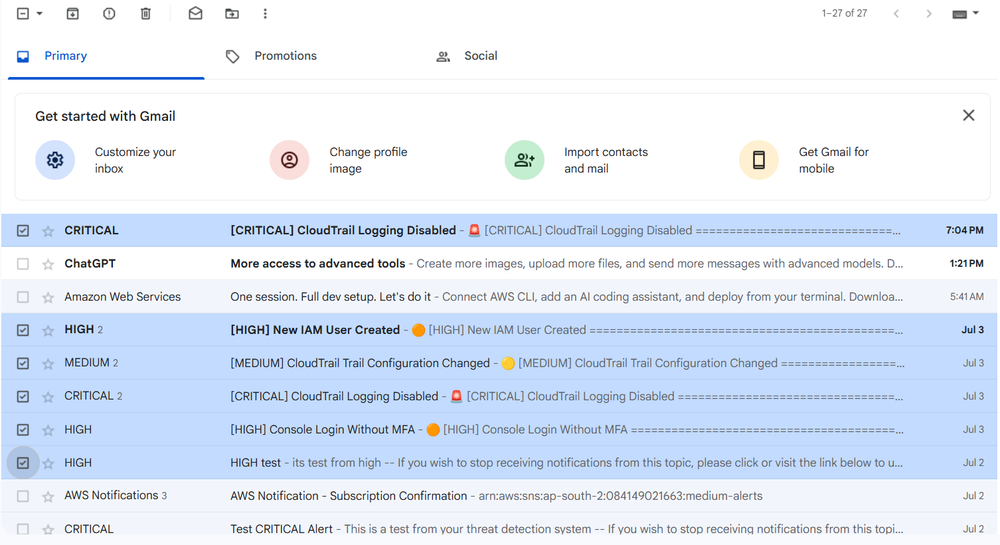 1–27 of 27
Primary
Promotions
Social
Get started with Gmail
Customize your
inbox
Change profile
image
Import contacts
and mail
Get Gmail for
mobile
CRITICAL [CRITICAL] CloudTrail Logging Disabled - 🚨 [CRITICAL] CloudTrail Logging Disabled =============================... 7:04 PM
ChatGPT More access to advanced tools - Create more images, upload more files, and send more messages with advanced models. D... 1:21 PM
Amazon Web Services One session. Full dev setup. Let's do it - Connect AWS CLI, add an AI coding assistant, and deploy from your terminal. Downloa... 5:41 AM
HIGH 2 [HIGH] New IAM User Created - 🟠 [HIGH] New IAM User Created =============================================... Jul 3
MEDIUM 2 [MEDIUM] CloudTrail Trail Configuration Changed - 🟡 [MEDIUM] CloudTrail Trail Configuration Changed =================... Jul 3
CRITICAL 2 [CRITICAL] CloudTrail Logging Disabled - 🚨 [CRITICAL] CloudTrail Logging Disabled ================================... Jul 3
HIGH [HIGH] Console Login Without MFA - 🟠 [HIGH] Console Login Without MFA =======================================... Jul 3
HIGH HIGH test - its test from high -- If you wish to stop receiving notifications from this topic, please click or visit the link below to u... Jul 2
AWS Notifications 3 AWS Notification - Subscription Confirmation - arn:aws:sns:ap-south-2:084149021663:medium-alerts Jul 2
CRITICAL Test CRITICAL Alert - This is a test from your threat detection system -- If you wish to stop receiving notifications from this topi... Jul 2